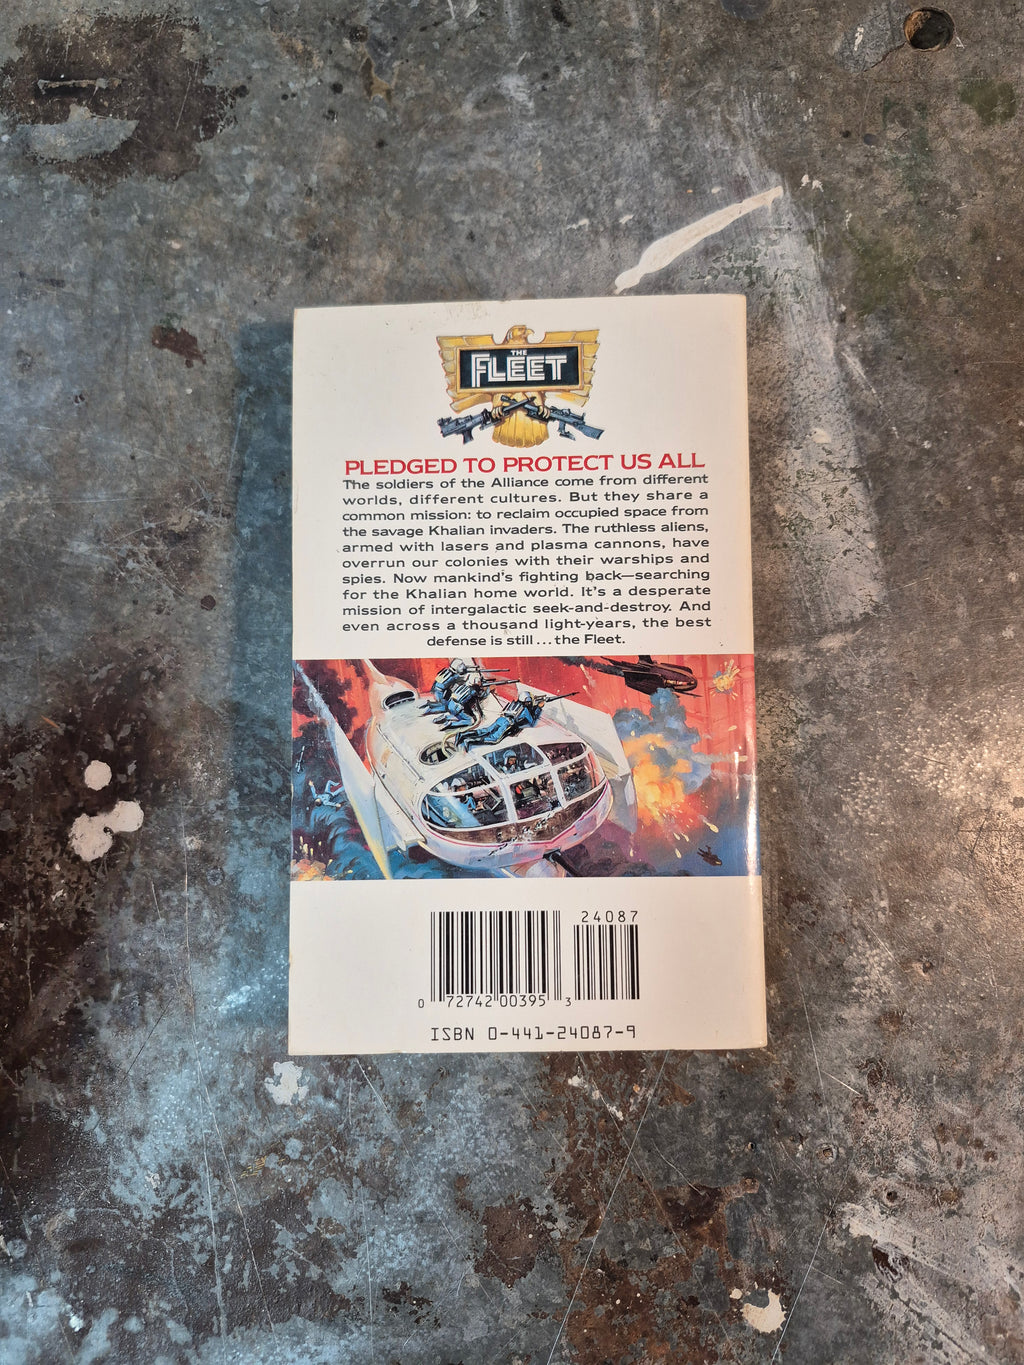 THE
FLEET
PLEDGED TO PROTECT US ALL
The soldiers of the Alliance come from different
worlds, different cultures. But they share a
common mission: to reclaim occupied space from
the savage Khalian invaders. The ruthless aliens,
armed with lasers and plasma cannons, have
overrun our colonies with their warships and
spies. Now mankind's fighting back—searching
for the Khalian home world. It's a desperate
mission of intergalactic seek-and-destroy. And
even across a thousand light-years, the best
defense is still ... the Fleet.
24087
0 72742 00395 3
ISBN 0-441-24087-9